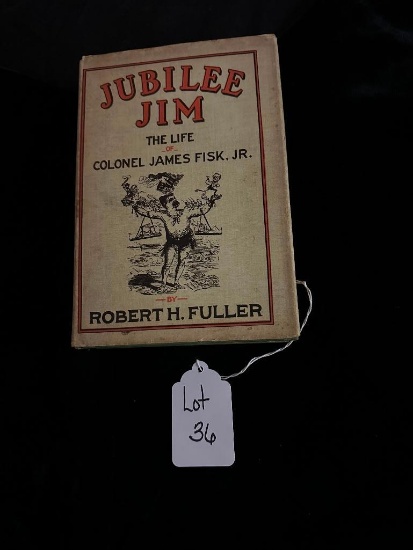 JUBILEE
JIM
THE LIFE
OF
COLONEL JAMES FISK. JR.
BY
ROBERT H. FULLER
Lot
36